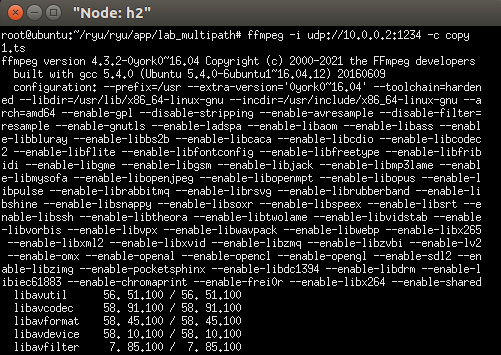 "Node: h2"
root@ubuntu:~/ryu/ryu/app/lab_multipath# ffmpeg -i udp://10.0.0.2:1234 -c copy
1.ts
ffmpeg version 4.3.2-0york0~16.04 Copyright (c) 2000-2021 the FFmpeg developers
  built with gcc 5.4.0 (Ubuntu 5.4.0-6ubuntu1~16.04.12) 20160609
  configuration: --prefix=/usr --extra-version='0york0~16.04' --toolchain=harden
ed --libdir=/usr/lib/x86_64-linux-gnu --incdir=/usr/include/x86_64-linux-gnu --a
rch=amd64 --enable-gpl --disable-stripping --enable-avresample --disable-filter=
resample --enable-gnutls --enable-ladspa --enable-libaom --enable-libass --enabl
e-libbluray --enable-libbs2b --enable-libcaca --enable-libcdio --enable-libcodec
2 --enable-libflite --enable-libfontconfig --enable-libfreetype --enable-libfrib
idi --enable-libgme --enable-libgsm --enable-libjack --enable-libmp3lame --enabl
e-libmysofa --enable-libopenjpeg --enable-libopenmpt --enable-libopus --enable-l
ibpulse --enable-librabbitmq --enable-librsvg --enable-librubberband --enable-li
bshine --enable-libsnappy --enable-libsoxr --enable-libspeex --enable-libsrt --e
nable-libssh --enable-libtheora --enable-libtwolame --enable-libvidstab --enable
-libvorbis --enable-libvpx --enable-libwavpack --enable-libwebp --enable-libx265
 --enable-libxml2 --enable-libxvid --enable-libzmq --enable-libzvbi --enable-lv2
 --enable-omx --enable-openal --enable-opencl --enable-opengl --enable-sdl2 --en
able-libzimg --enable-pocketsphinx --enable-libdc1394 --enable-libdrm --enable-l
ibiec61883 --enable-chromaprint --enable-frei0r --enable-libx264 --enable-shared
  libavutil      56. 51.100 / 56. 51.100
  libavcodec     58. 91.100 / 58. 91.100
  libavformat    58. 45.100 / 58. 45.100
  libavdevice    58. 10.100 / 58. 10.100
  libavfilter     7. 85.100 /  7. 85.100